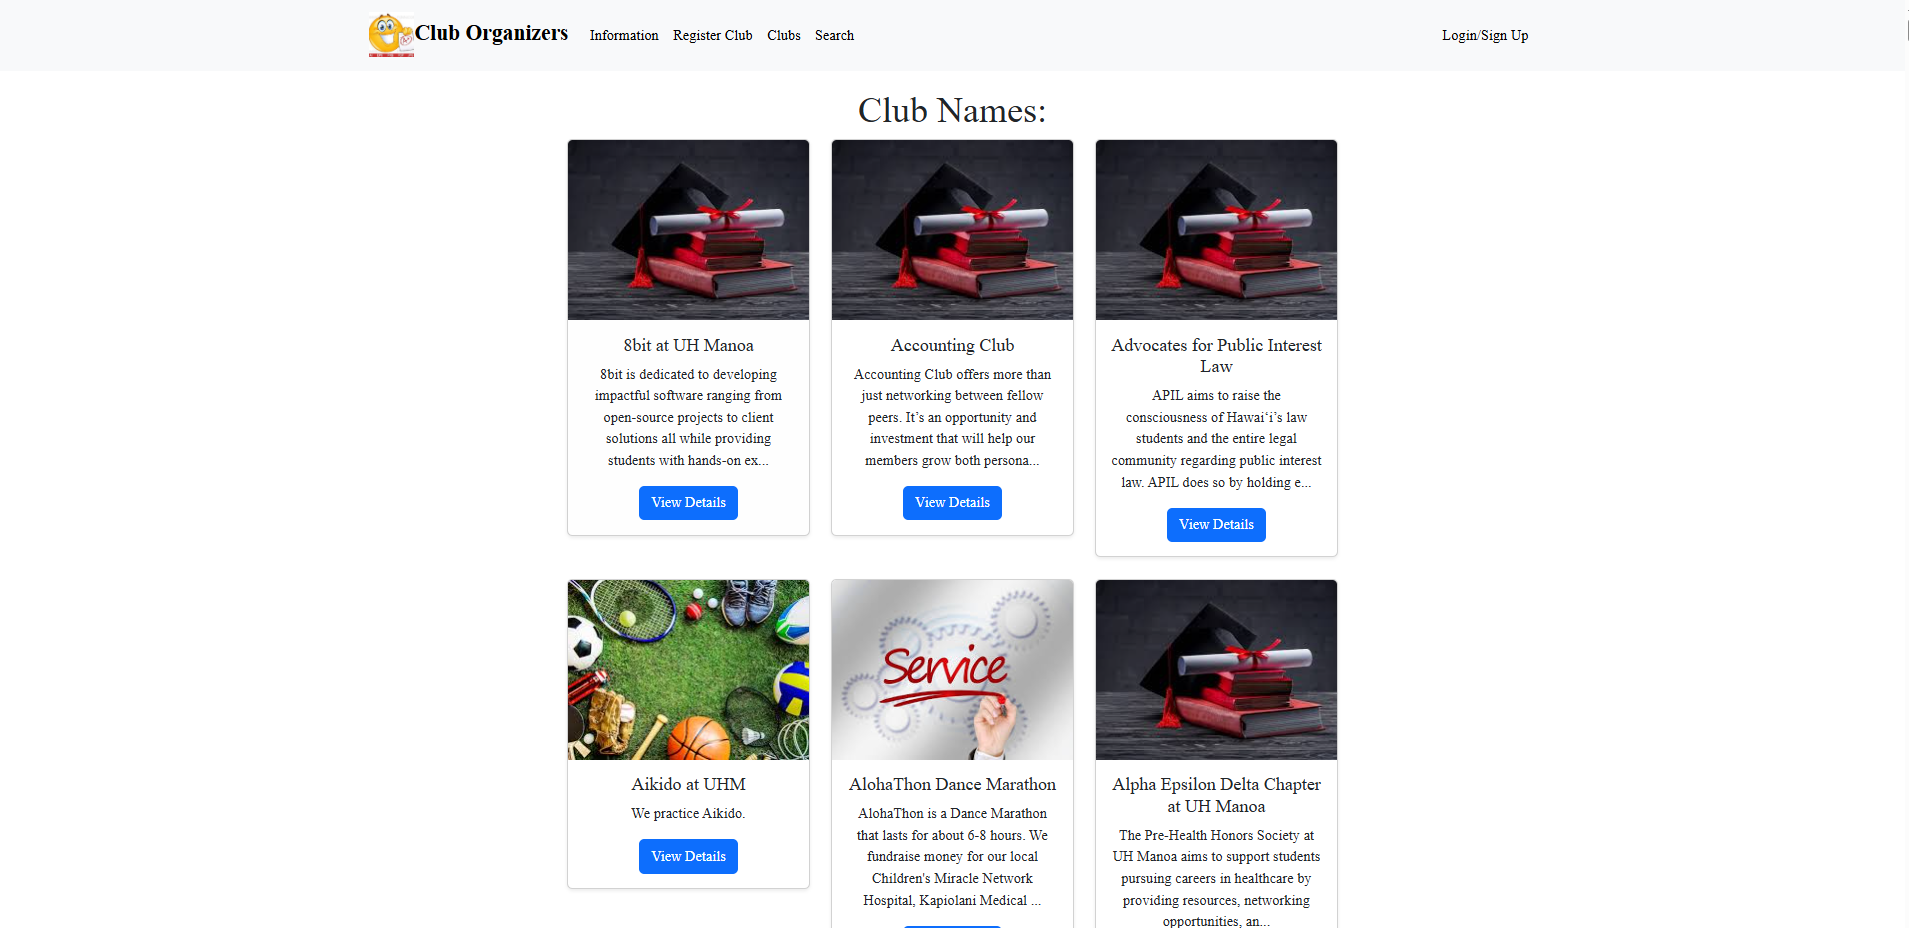 Club Organizers Information Register Club Clubs Search Login/Sign Up
Club Names:
8bit at UH Manoa
8bit is dedicated to developing
impactful software ranging from
open-source projects to client
solutions all while providing
students with hands-on ex...
View Details
Accounting Club
Accounting Club offers more than
just networking between fellow
peers. It’s an opportunity and
investment that will help our
members grow both persona...
View Details
Advocates for Public Interest
Law
APIL aims to raise the
consciousness of Hawaiʻi’s law
students and the entire legal
community regarding public interest
law. APIL does so by holding e...
View Details
Aikido at UHM
We practice Aikido.
View Details
Service
AlohaThon Dance Marathon
AlohaThon is a Dance Marathon
that lasts for about 6-8 hours. We
fundraise money for our local
Children's Miracle Network
Hospital, Kapiolani Medical ...
Alpha Epsilon Delta Chapter
at UH Manoa
The Pre-Health Honors Society at
UH Manoa aims to support students
pursuing careers in healthcare by
providing resources, networking
opportunities, an...